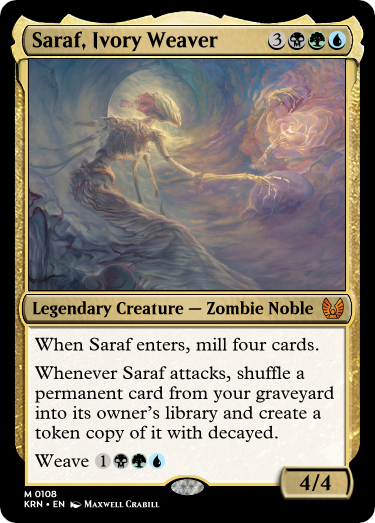 Saraf, Ivory Weaver 3
Legendary Creature — Zombie Noble
When Saraf enters, mill four cards.
Whenever Saraf attacks, shuffle a
permanent card from your graveyard
into its owner's library and create a
token copy of it with decayed.
Weave 1
4/4
M 0108
KRN • EN Maxwell Crabill